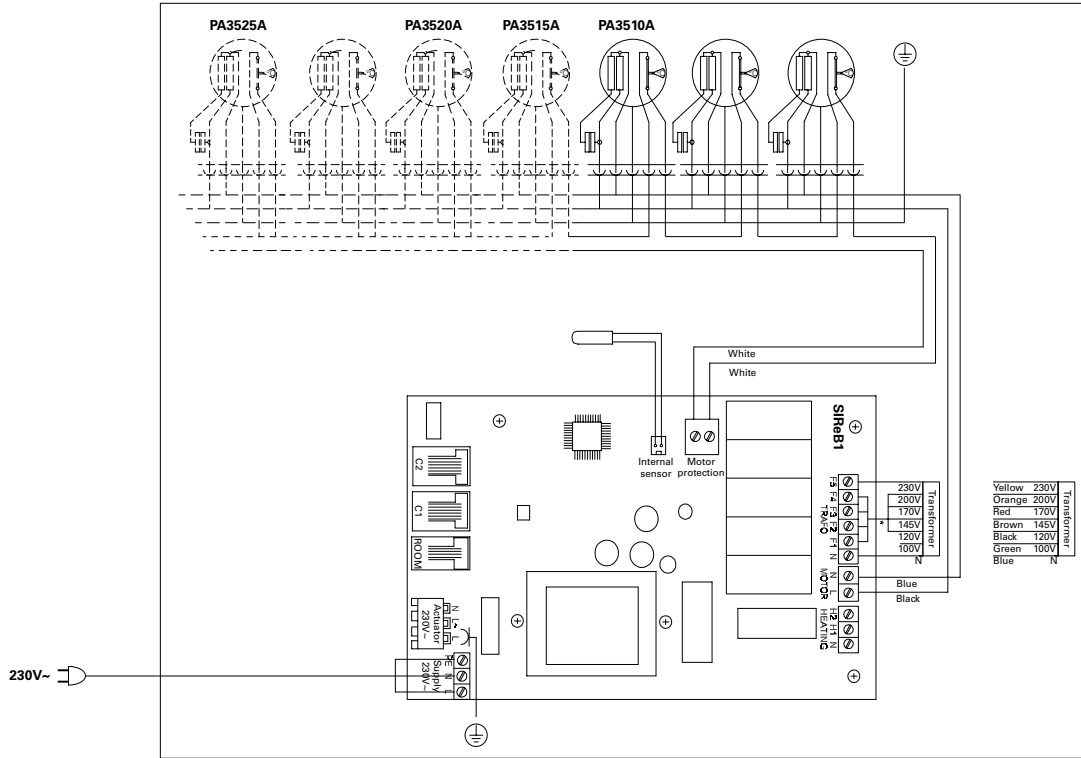 PA3525A PA3520A PA3515A PA3510A
White
White
SIReB1
Internal
sensor
Motor
protection
C2
C1
ROOM
Actuator
230V~
N
L
PE
N
L
Supply
230V~
230V~
F5
F4
F3
F2
F1
N
TRAFO
N
L
MOTOR
H2
H1
N
HEATING
230V
200V
170V
145V
120V
100V
N
*
Transformer
Blue
Black
Yellow 230V
Orange 200V
Red 170V
Brown 145V
Black 120V
Green 100V
Blue N
Transformer